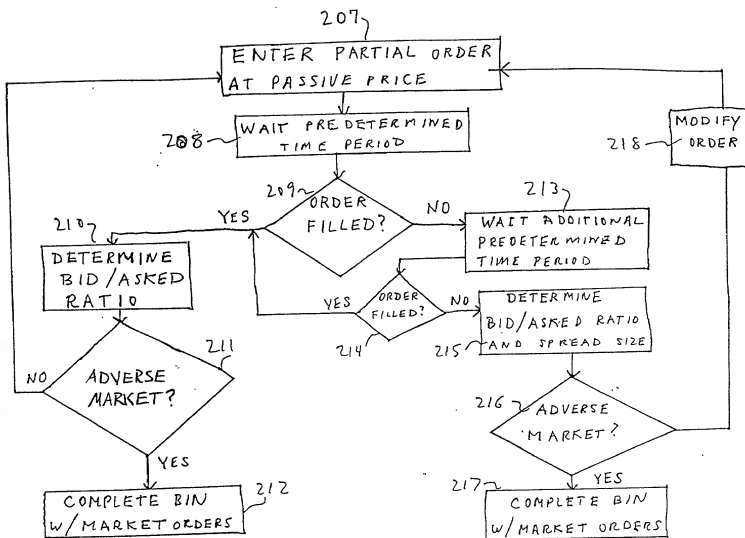 207
ENTER PARTIAL ORDER
AT PASSIVE PRICE
208
WAIT PREDETERMINED
TIME PERIOD
MODIFY
ORDER
218
209
ORDER
FILLED?
YES
NO
213
WAIT ADDITIONAL
PREDETERMINED
TIME PERIOD
210
DETERMINE
BID/ASKED
RATIO
ORDER
FILLED?
YES
NO
214
DETERMINE
BID/ASKED RATIO
AND SPREAD SIZE
215
211
ADVERSE
MARKET?
NO
YES
216
ADVERSE
MARKET?
YES
212
COMPLETE BIN
W/MARKET ORDERS
217
COMPLETE BIN
W/MARKET ORDERS